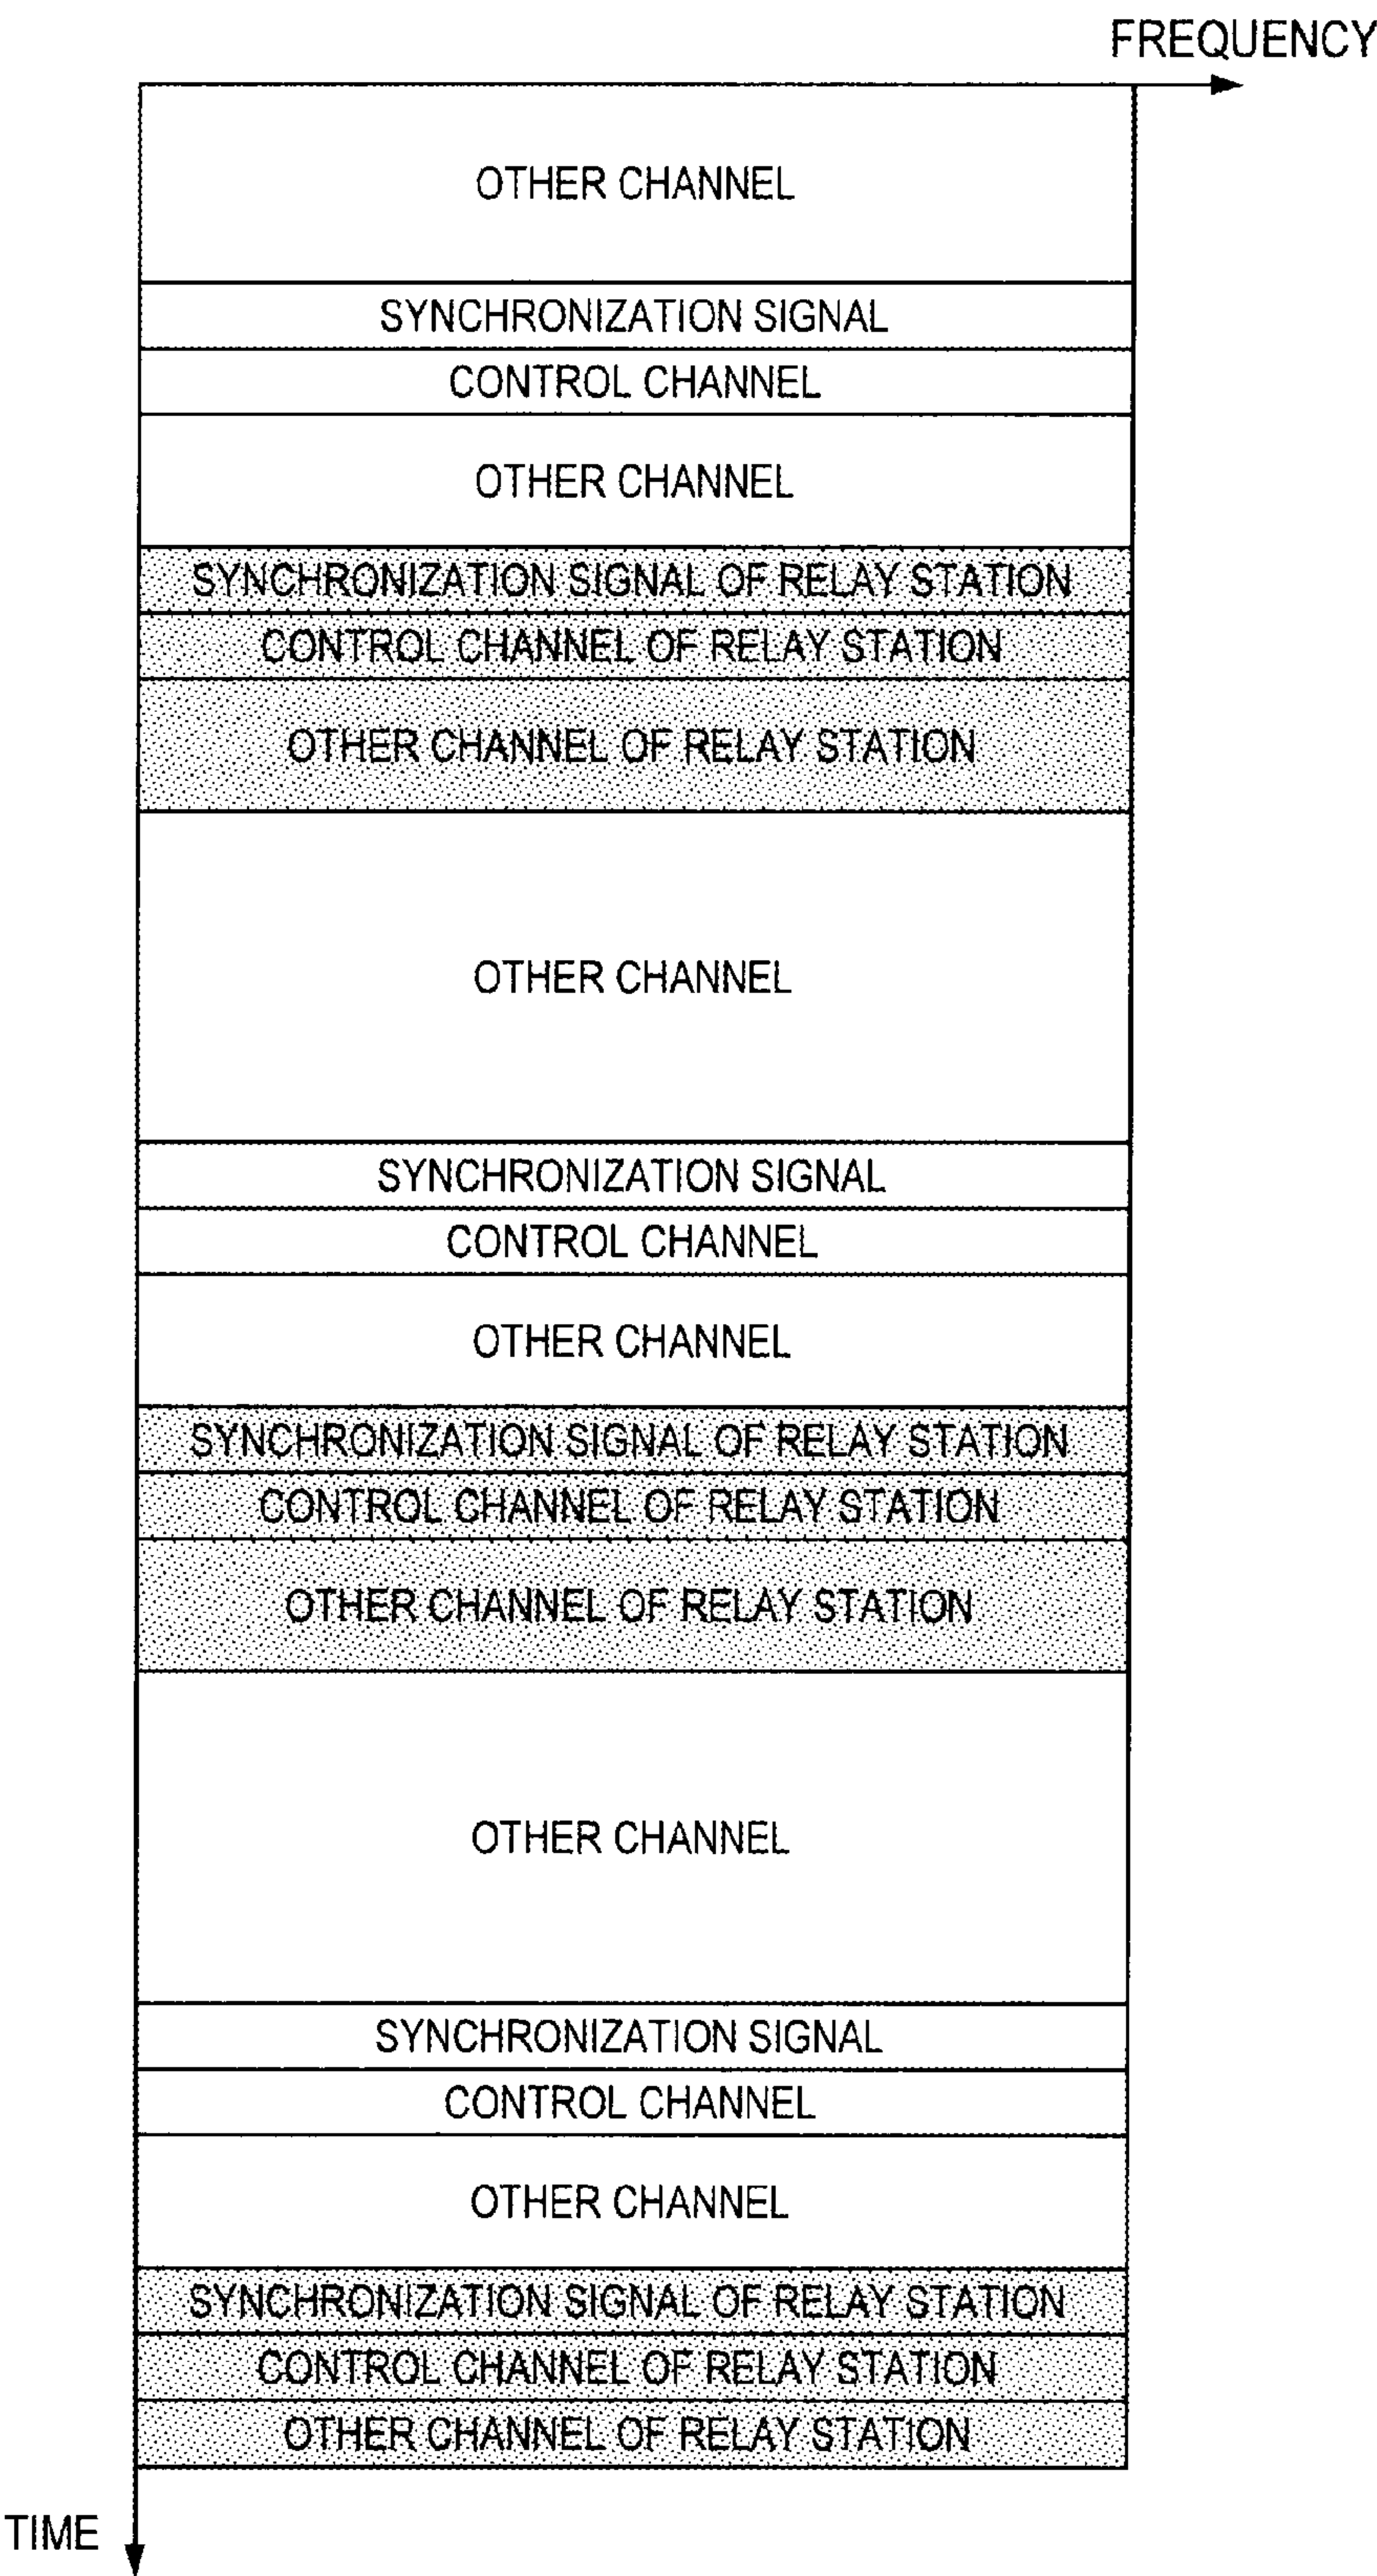 FREQUENCY
OTHER CHANNEL
SYNCHRONIZATION SIGNAL
CONTROL CHANNEL
OTHER CHANNEL
SYNCHRONIZATION SIGNAL OF RELAY STATION
CONTROL CHANNEL OF RELAY STATION
OTHER CHANNEL OF RELAY STATION
OTHER CHANNEL
SYNCHRONIZATION SIGNAL
CONTROL CHANNEL
OTHER CHANNEL
SYNCHRONIZATION SIGNAL OF RELAY STATION
CONTROL CHANNEL OF RELAY STATION
OTHER CHANNEL OF RELAY STATION
OTHER CHANNEL
SYNCHRONIZATION SIGNAL
CONTROL CHANNEL
OTHER CHANNEL
SYNCHRONIZATION SIGNAL OF RELAY STATION
CONTROL CHANNEL OF RELAY STATION
OTHER CHANNEL OF RELAY STATION
TIME